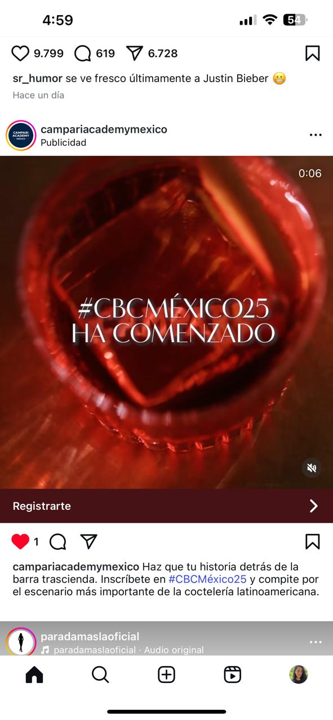 4:59
54
9.799
619
6.728
sr_humor se ve fresco últimamente a Justin Bieber 😬
Hace un día
CAMPARI
ACADEMY
campariacademymexico
Publicidad
0:06
#CBCMÉXICO25
HA COMENZADO
Registrarte
1
campariacademymexico Haz que tu historia detrás de la
barra trascienda. Inscríbete en #CBCMéxico25 y compite por
el escenario más importante de la coctelería latinoamericana.
paradamaslaoficial
paradamaslaoficial · Audio original